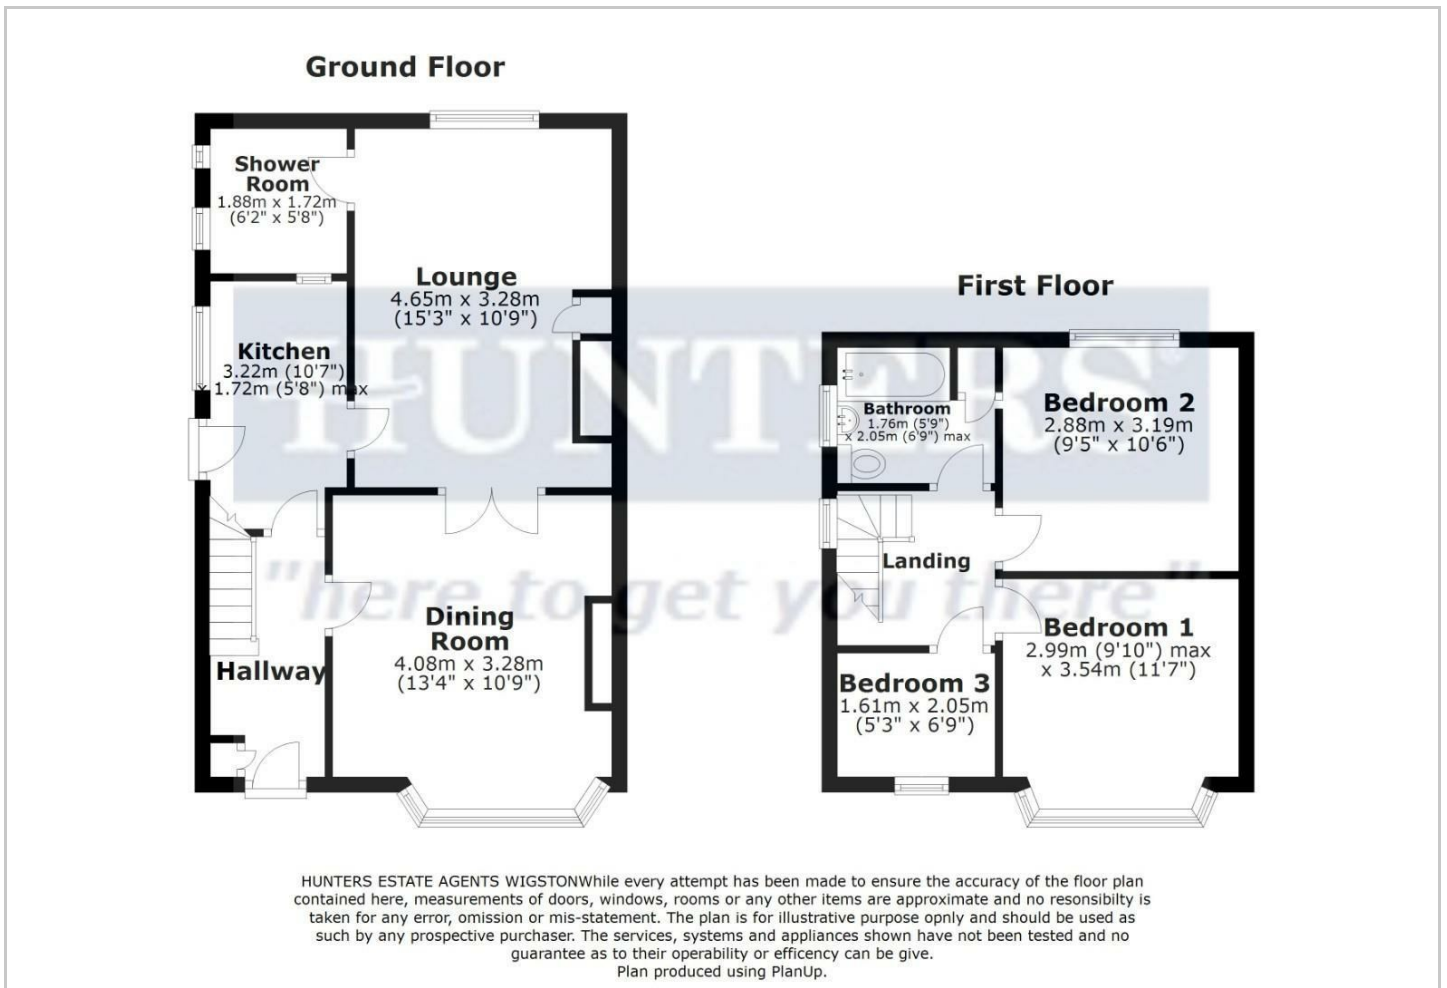 Ground Floor
Shower
Room
1.88m x 1.72m
(6'2" x 5'8")
Lounge
4.65m x 3.28m
(15'3" x 10'9")
Kitchen
3.22m (10'7")
x 1.72m (5'8") max
Dining
Room
4.08m x 3.28m
(13'4" x 10'9")
Hallway
First Floor
Bathroom
1.76m (5'9")
x 2.05m (6'9") max
Bedroom 2
2.88m x 3.19m
(9'5" x 10'6")
Landing
Bedroom 1
2.99m (9'10") max
x 3.54m (11'7")
Bedroom 3
1.61m x 2.05m
(5'3" x 6'9")
HUNTERS®
"here to get you there"
HUNTERS ESTATE AGENTS WIGSTONWhile every attempt has been made to ensure the accuracy of the floor plan
contained here, measurements of doors, windows, rooms or any other items are approximate and no resonsibilty is
taken for any error, omission or mis-statement. The plan is for illustrative purpose opnly and should be used as
such by any prospective purchaser. The services, systems and appliances shown have not been tested and no
guarantee as to their operability or efficency can be give.
Plan produced using PlanUp.